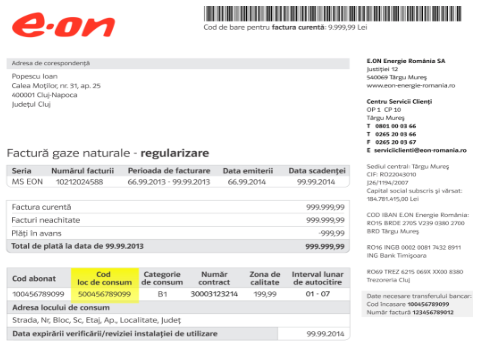 e·on
Cod de bare pentru factura curentă: 9.999,99 Lei
Adresa de corespondență
Popescu Ioan
Calea Moților, nr. 31, ap. 25
400001 Cluj-Napoca
Județul Cluj
E.ON Energie România SA
Justiției 12
540069 Târgu Mureș
www.eon-energie-romania.ro
Centru Servicii Clienți
OP 1 CP 10
Târgu Mureș
T 0801 00 03 66
T 0265 20 03 66
F 0265 20 03 67
E serviciiclienti@eon-romania.ro
Sediul central: Târgu Mureș
CIF: RO22043010
J26/1194/2007
Capital social subscris și vărsat:
184.781.415,00 Lei
COD IBAN E.ON Energie România:
RO15 BRDE 270S V239 0380 2700
BRD Târgu Mureș
RO16 INGB 0002 0081 7432 8911
ING Bank Timișoara
RO69 TREZ 6215 069X XX00 8380
Trezoreria Cluj
Date necesare transferului bancar:
Cod încasare 100456789099
Număr factură 123456789012
Factură gaze naturale - regularizare
Seria Numărul facturii Perioada de facturare Data emiterii Data scadenței
MS EON 10212024588 66.99.2013 - 99.99.2013 66.99.2014 99.99.2014
Factura curentă 999.999,99
Facturi neachitate 999.999,99
Plăți în avans -999,99
Total de plată la data de 99.99.2013 999.999,99
Cod abonat Cod loc de consum Categorie de consum Număr contract Zona de calitate Interval lunar de autocitire
100456789099 500456789099 B1 30003123214 199,99 01 - 07
Adresa locului de consum
Strada, Nr, Bloc, Sc, Etaj, Ap., Localitate, Județ
Data expirării verificării/reviziei instalației de utilizare 99.99.2014